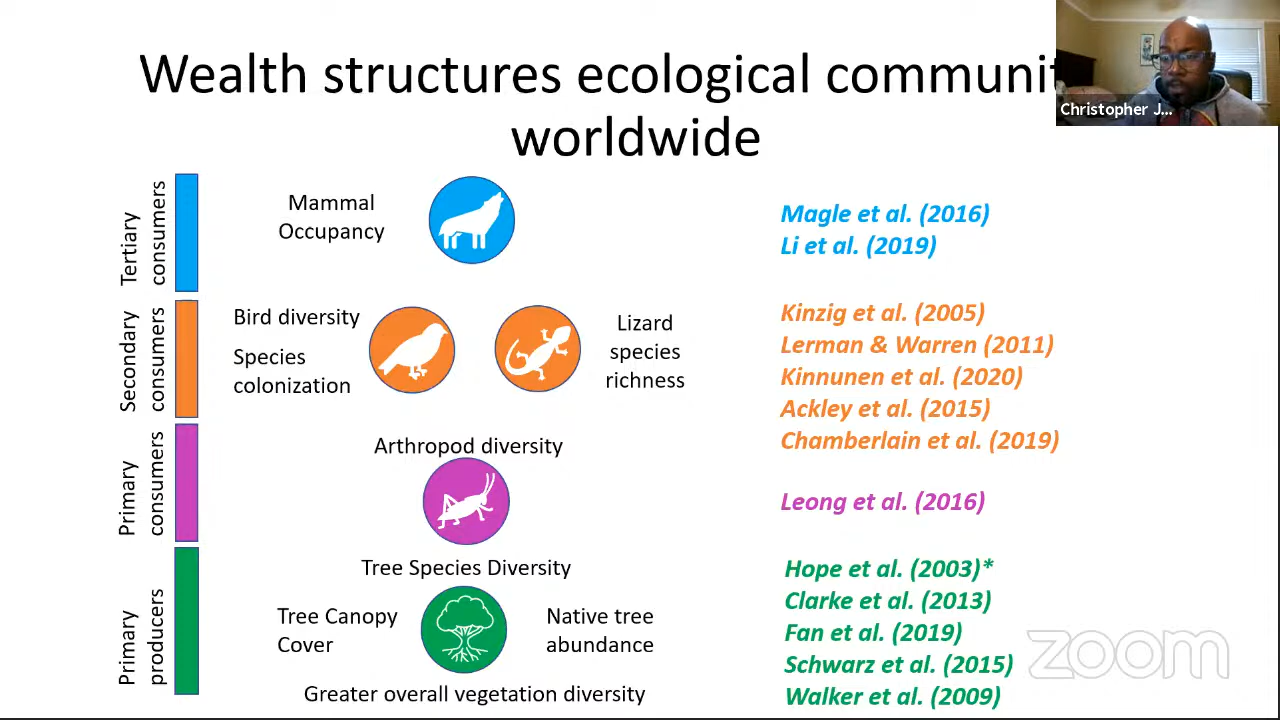 Wealth structures ecological communit
worldwide
Christopher J...
Tertiary
consumers
Mammal
Occupancy
Magle et al. (2016)
Li et al. (2019)
Secondary
consumers
Bird diversity
Species
colonization
Lizard
species
richness
Kinzig et al. (2005)
Lerman & Warren (2011)
Kinnunen et al. (2020)
Ackley et al. (2015)
Chamberlain et al. (2019)
Primary
consumers
Arthropod diversity
Leong et al. (2016)
Primary
producers
Tree Species Diversity
Tree Canopy
Cover
Native tree
abundance
Greater overall vegetation diversity
Hope et al. (2003)*
Clarke et al. (2013)
Fan et al. (2019)
Schwarz et al. (2015)
Walker et al. (2009)
zoom